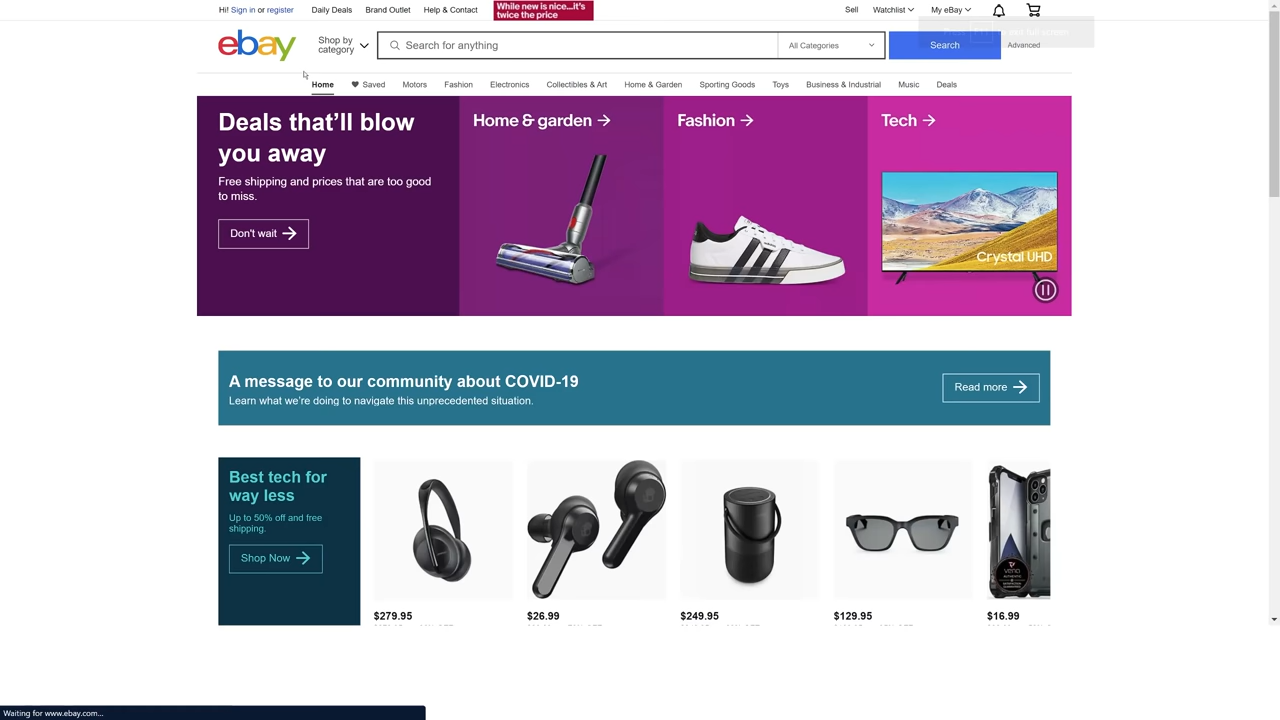 Hi! Sign in or register
Daily Deals
Brand Outlet
Help & Contact
While new is nice...it's
twice the price
Sell
Watchlist
My eBay
ebay
Shop by
category
Search for anything
All Categories
Search
Advanced
Home
Saved
Motors
Fashion
Electronics
Collectibles & Art
Home & Garden
Sporting Goods
Toys
Business & Industrial
Music
Deals
Deals that'll blow
you away
Free shipping and prices that are too good
to miss.
Don't wait
Home & garden
Fashion
Tech
Crystal UHD
A message to our community about COVID-19
Learn what we're doing to navigate this unprecedented situation.
Read more
Best tech for
way less
Up to 50% off and free
shipping.
Shop Now
$279.95
$26.99
$249.95
$129.95
$16.99
Waiting for www.ebay.com...